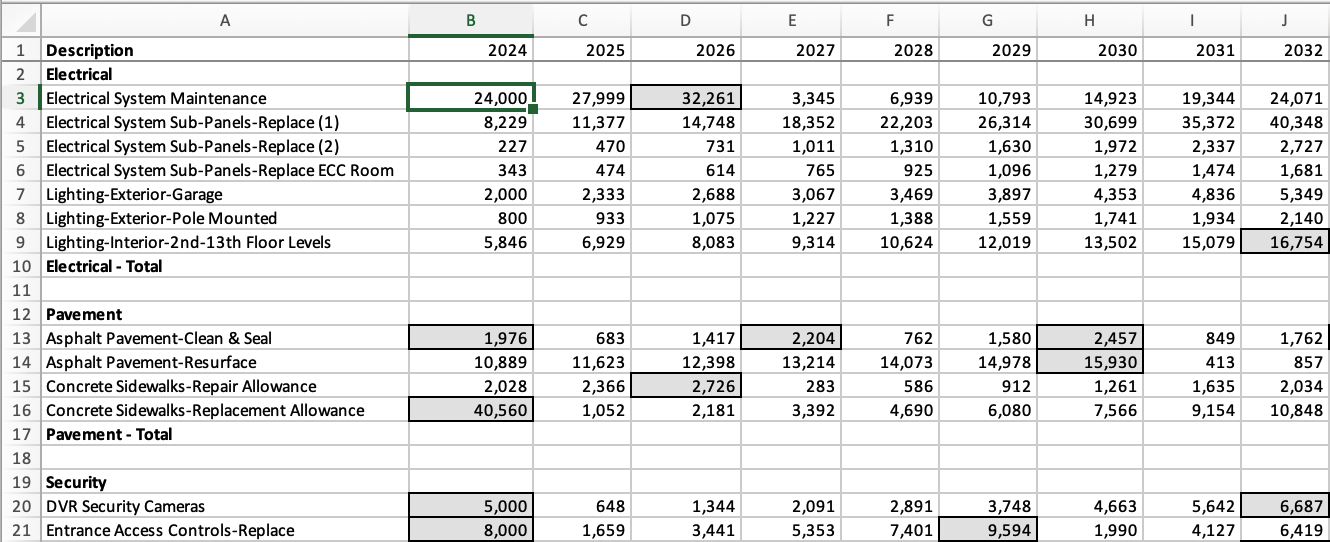 A B C D E F G H I J
1 Description 2024 2025 2026 2027 2028 2029 2030 2031 2032
2 Electrical
3 Electrical System Maintenance 24,000 27,999 32,261 3,345 6,939 10,793 14,923 19,344 24,071
4 Electrical System Sub-Panels-Replace (1) 8,229 11,377 14,748 18,352 22,203 26,314 30,699 35,372 40,348
5 Electrical System Sub-Panels-Replace (2) 227 470 731 1,011 1,310 1,630 1,972 2,337 2,727
6 Electrical System Sub-Panels-Replace ECC Room 343 474 614 765 925 1,096 1,279 1,474 1,681
7 Lighting-Exterior-Garage 2,000 2,333 2,688 3,067 3,469 3,897 4,353 4,836 5,349
8 Lighting-Exterior-Pole Mounted 800 933 1,075 1,227 1,388 1,559 1,741 1,934 2,140
9 Lighting-Interior-2nd-13th Floor Levels 5,846 6,929 8,083 9,314 10,624 12,019 13,502 15,079 16,754
10 Electrical - Total
11
12 Pavement
13 Asphalt Pavement-Clean & Seal 1,976 683 1,417 2,204 762 1,580 2,457 849 1,762
14 Asphalt Pavement-Resurface 10,889 11,623 12,398 13,214 14,073 14,978 15,930 413 857
15 Concrete Sidewalks-Repair Allowance 2,028 2,366 2,726 283 586 912 1,261 1,635 2,034
16 Concrete Sidewalks-Replacement Allowance 40,560 1,052 2,181 3,392 4,690 6,080 7,566 9,154 10,848
17 Pavement - Total
18
19 Security
20 DVR Security Cameras 5,000 648 1,344 2,091 2,891 3,748 4,663 5,642 6,687
21 Entrance Access Controls-Replace 8,000 1,659 3,441 5,353 7,401 9,594 1,990 4,127 6,419